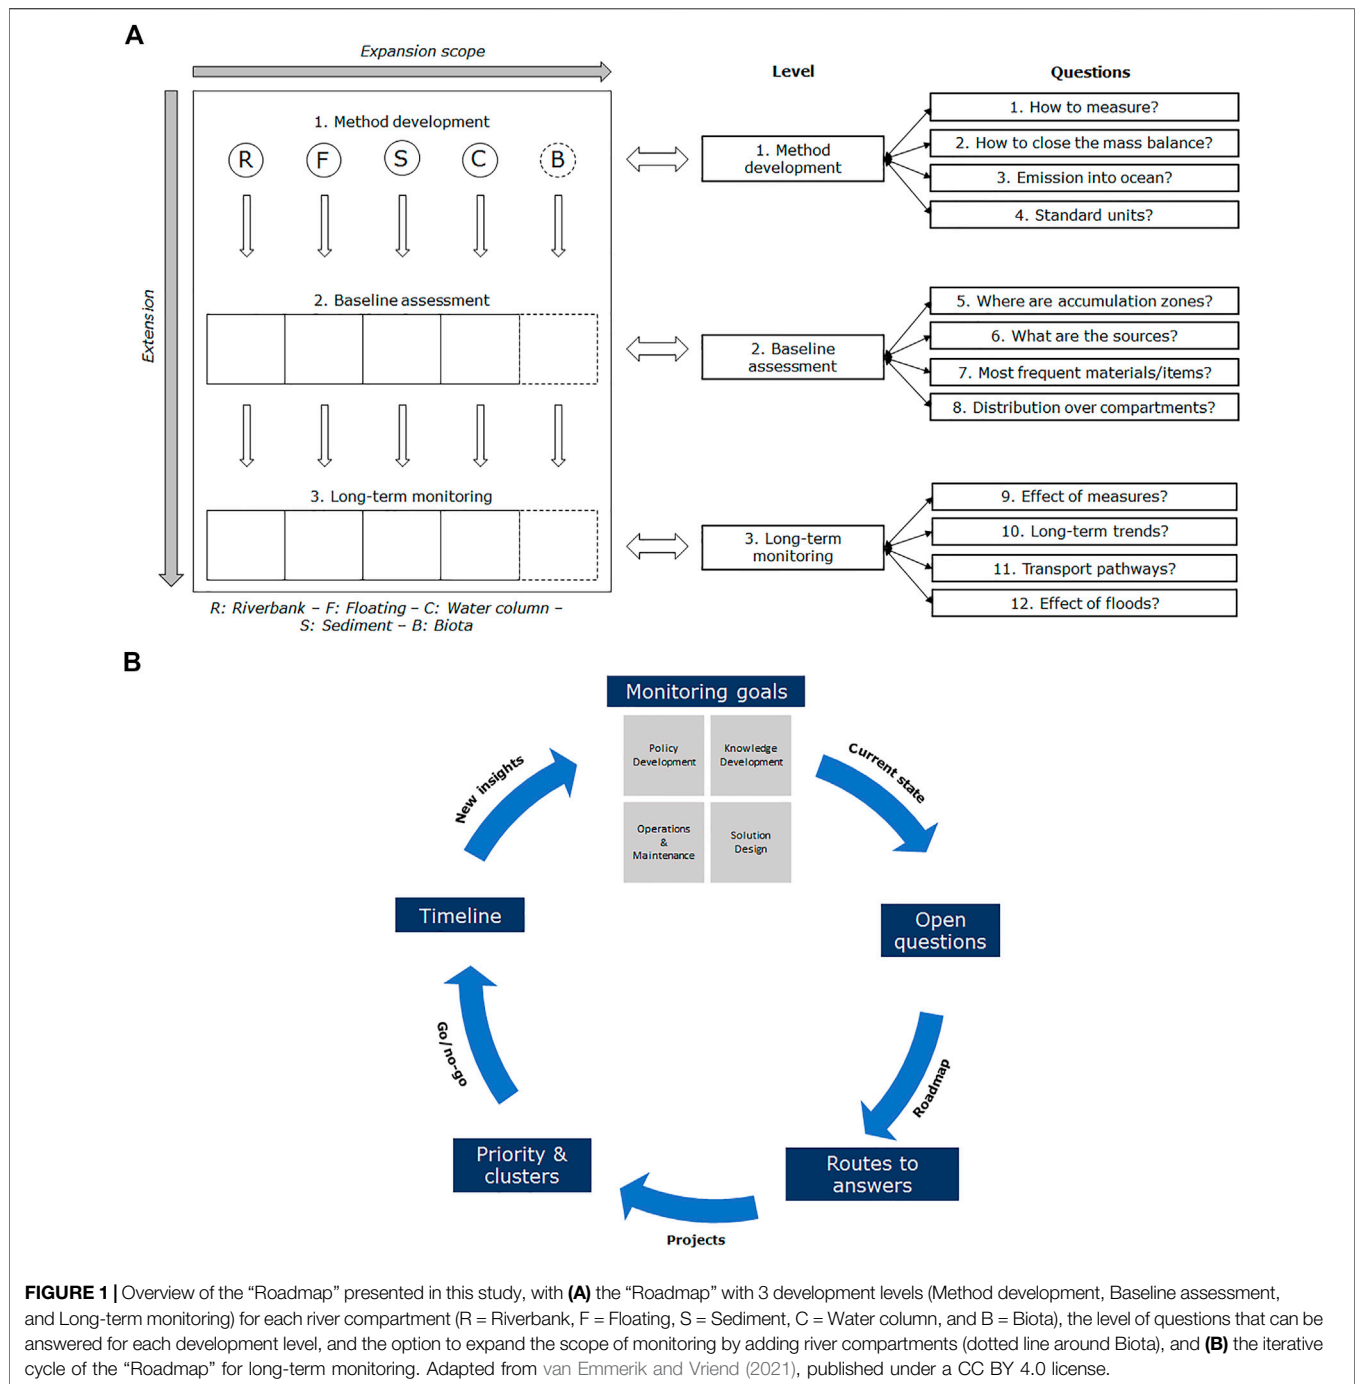 A
Expansion scope
Extension
1. Method development
R F S C B
2. Baseline assessment
3. Long-term monitoring
R: Riverbank – F: Floating – C: Water column –
S: Sediment – B: Biota
Level
1. Method
development
2. Baseline
assessment
3. Long-term
monitoring
Questions
1. How to measure?
2. How to close the mass balance?
3. Emission into ocean?
4. Standard units?
5. Where are accumulation zones?
6. What are the sources?
7. Most frequent materials/items?
8. Distribution over compartments?
9. Effect of measures?
10. Long-term trends?
11. Transport pathways?
12. Effect of floods?
B
Monitoring goals
Policy
Development
Knowledge
Development
Operations
&
Maintenance
Solution
Design
Current state
Open
questions
Roadmap
Routes to
answers
Projects
Priority &
clusters
Go/no-go
Timeline
New insights
FIGURE 1 | Overview of the “Roadmap” presented in this study, with (A) the “Roadmap” with 3 development levels (Method development, Baseline assessment,
and Long-term monitoring) for each river compartment (R = Riverbank, F = Floating, S = Sediment, C = Water column, and B = Biota), the level of questions that can be
answered for each development level, and the option to expand the scope of monitoring by adding river compartments (dotted line around Biota), and (B) the iterative
cycle of the “Roadmap” for long-term monitoring. Adapted from van Emmerik and Vriend (2021), published under a CC BY 4.0 license.